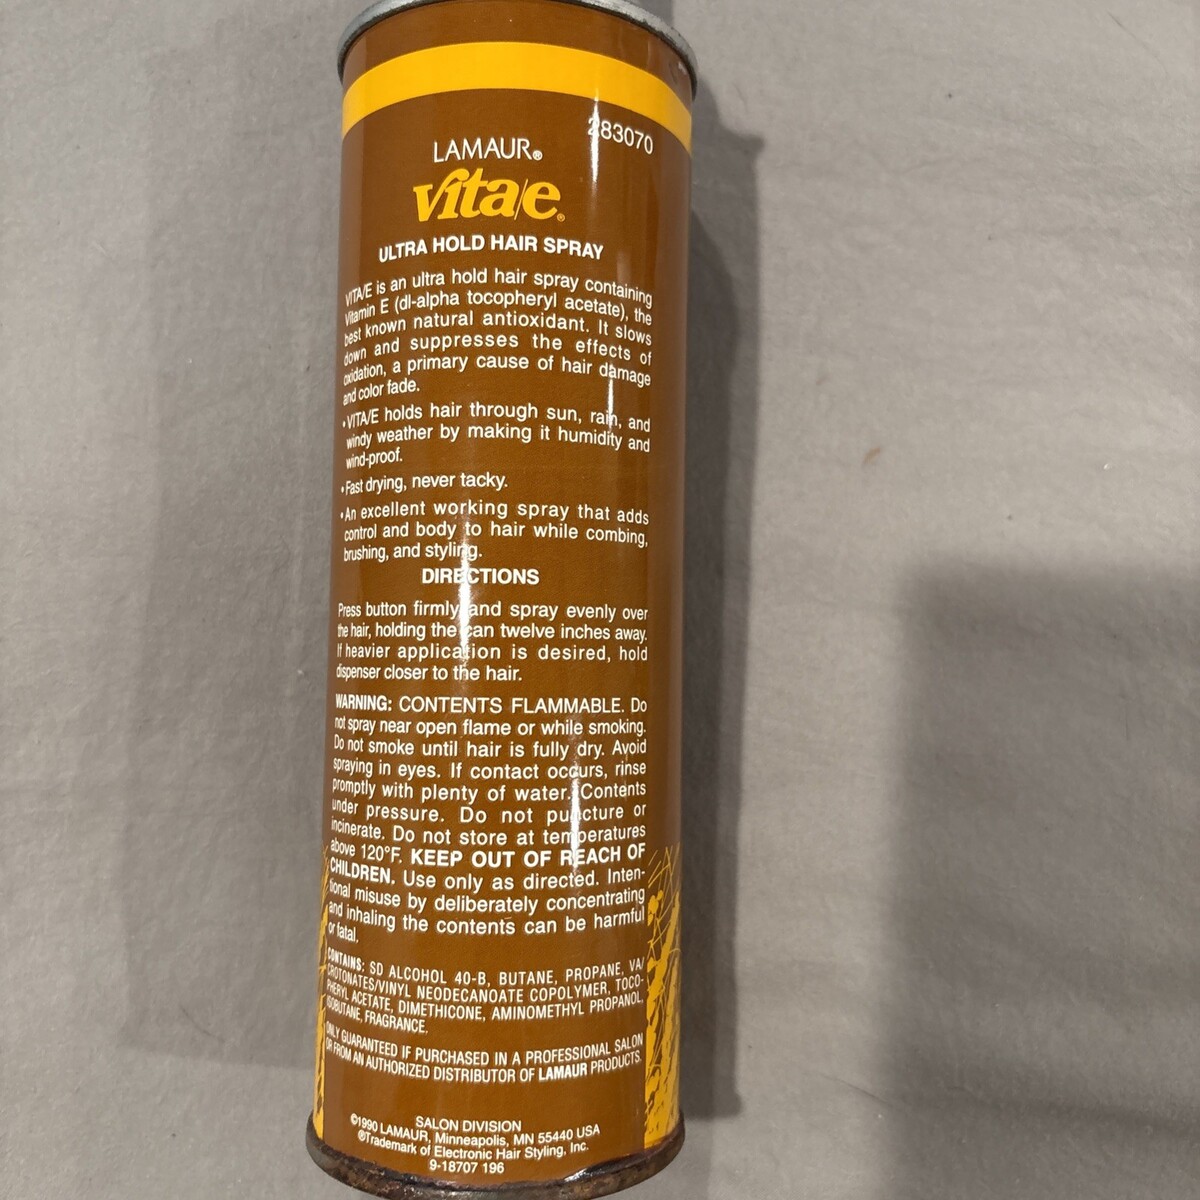 283070
LAMAUR®
Vita/e®
ULTRA HOLD HAIR SPRAY
VITA/E is an ultra hold hair spray containing
Vitamin E (dl-alpha tocopheryl acetate), the
best known natural antioxidant. It slows
down and suppresses the effects of
oxidation, a primary cause of hair damage
and color fade.
•VITA/E holds hair through sun, rain, and
windy weather by making it humidity and
wind-proof.
•Fast drying, never tacky.
•An excellent working spray that adds
control and body to hair while combing,
brushing, and styling.
DIRECTIONS
Press button firmly and spray evenly over
the hair, holding the can twelve inches away.
If heavier application is desired, hold
dispenser closer to the hair.
WARNING: CONTENTS FLAMMABLE. Do
not spray near open flame or while smoking.
Do not smoke until hair is fully dry. Avoid
spraying in eyes. If contact occurs, rinse
promptly with plenty of water. Contents
under pressure. Do not puncture or
incinerate. Do not store at temperatures
above 120°F. KEEP OUT OF REACH OF
CHILDREN. Use only as directed. Inten-
tional misuse by deliberately concentrating
and inhaling the contents can be harmful
or fatal.
CONTAINS: SD ALCOHOL 40-B, BUTANE, PROPANE, VA/
CROTONATES/VINYL NEODECANOATE COPOLYMER, TOCO-
PHERYL ACETATE, DIMETHICONE, AMINOMETHYL PROPANOL,
ISOBUTANE, FRAGRANCE.
ONLY GUARANTEED IF PURCHASED IN A PROFESSIONAL SALON
OR FROM AN AUTHORIZED DISTRIBUTOR OF LAMAUR PRODUCTS.
SALON DIVISION
©1990 LAMAUR, Minneapolis, MN 55440 USA
®Trademark of Electronic Hair Styling, Inc.
9-18707 196